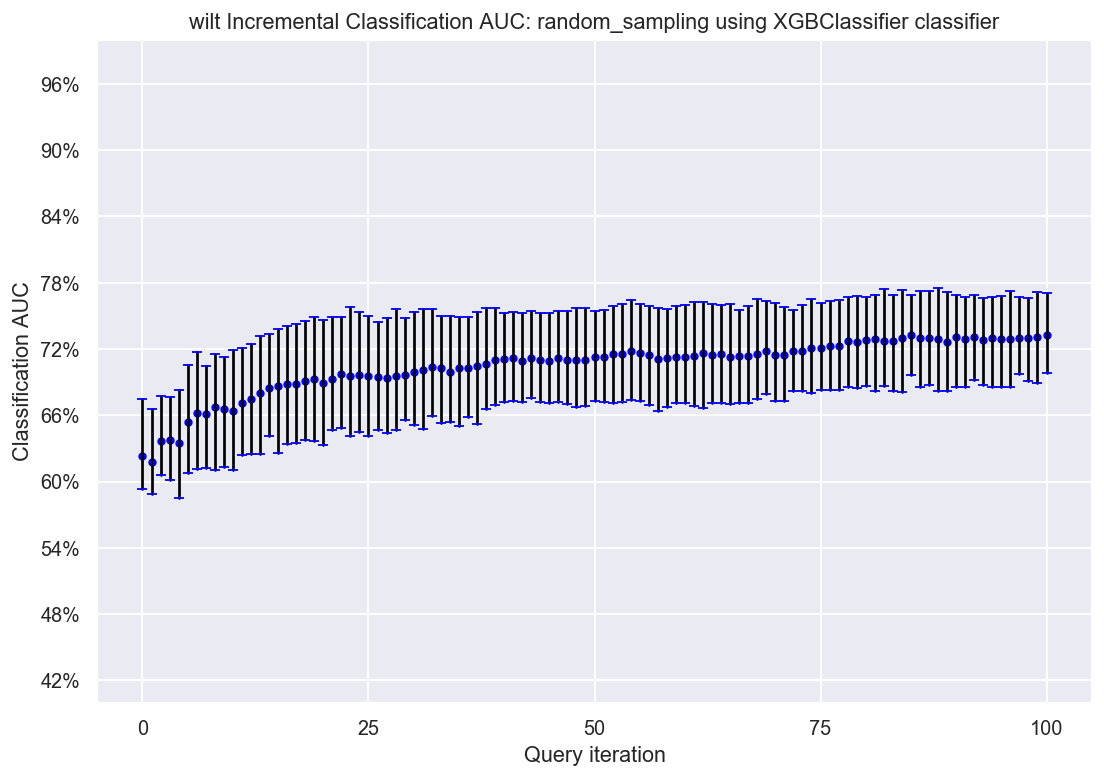 wilt Incremental Classification AUC: random_sampling using XGBClassifier classifier
Classification AUC
96%
90%
84%
78%
72%
66%
60%
54%
48%
42%
0 25 50 75 100
Query iteration